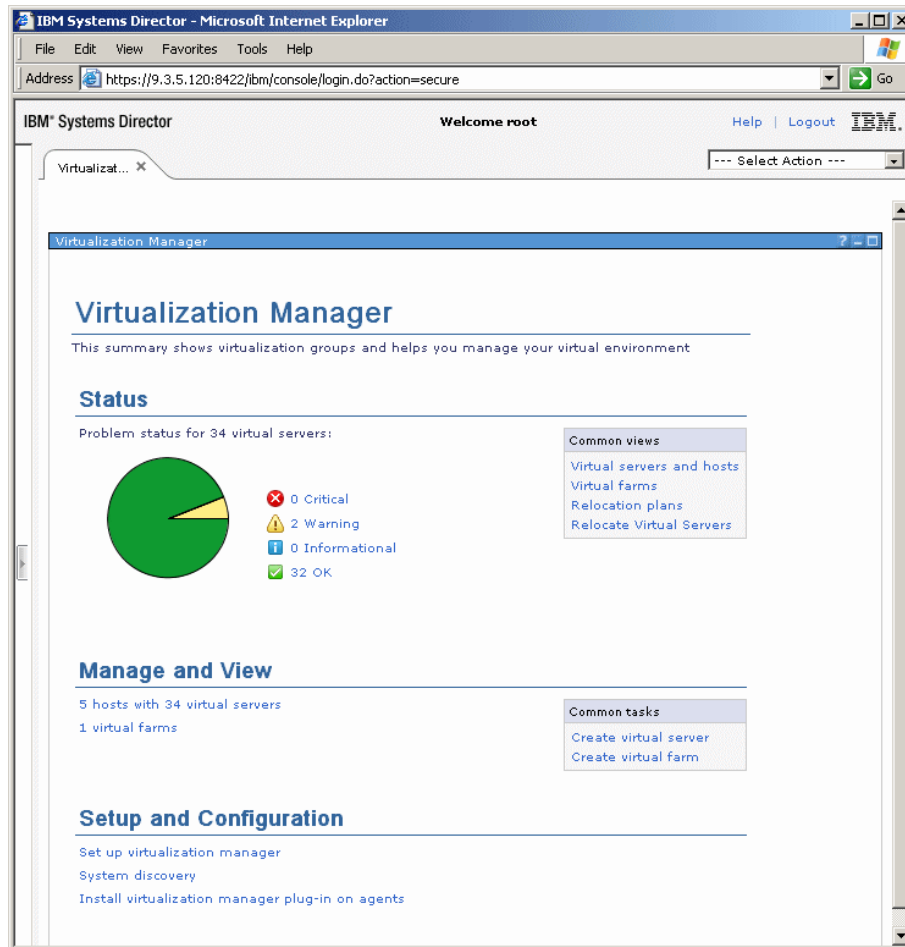 IBM Systems Director - Microsoft Internet Explorer
File Edit View Favorites Tools Help
Address https://9.3.5.120:8422/ibm/console/login.do?action=secure Go
IBM® Systems Director Welcome root Help | Logout IBM.
Virtualizat... --- Select Action ---
Virtualization Manager
Virtualization Manager
This summary shows virtualization groups and helps you manage your virtual environment
Status
Problem status for 34 virtual servers:
0 Critical
2 Warning
0 Informational
32 OK
Common views
Virtual servers and hosts
Virtual farms
Relocation plans
Relocate Virtual Servers
Manage and View
5 hosts with 34 virtual servers
1 virtual farms
Common tasks
Create virtual server
Create virtual farm
Setup and Configuration
Set up virtualization manager
System discovery
Install virtualization manager plug-in on agents